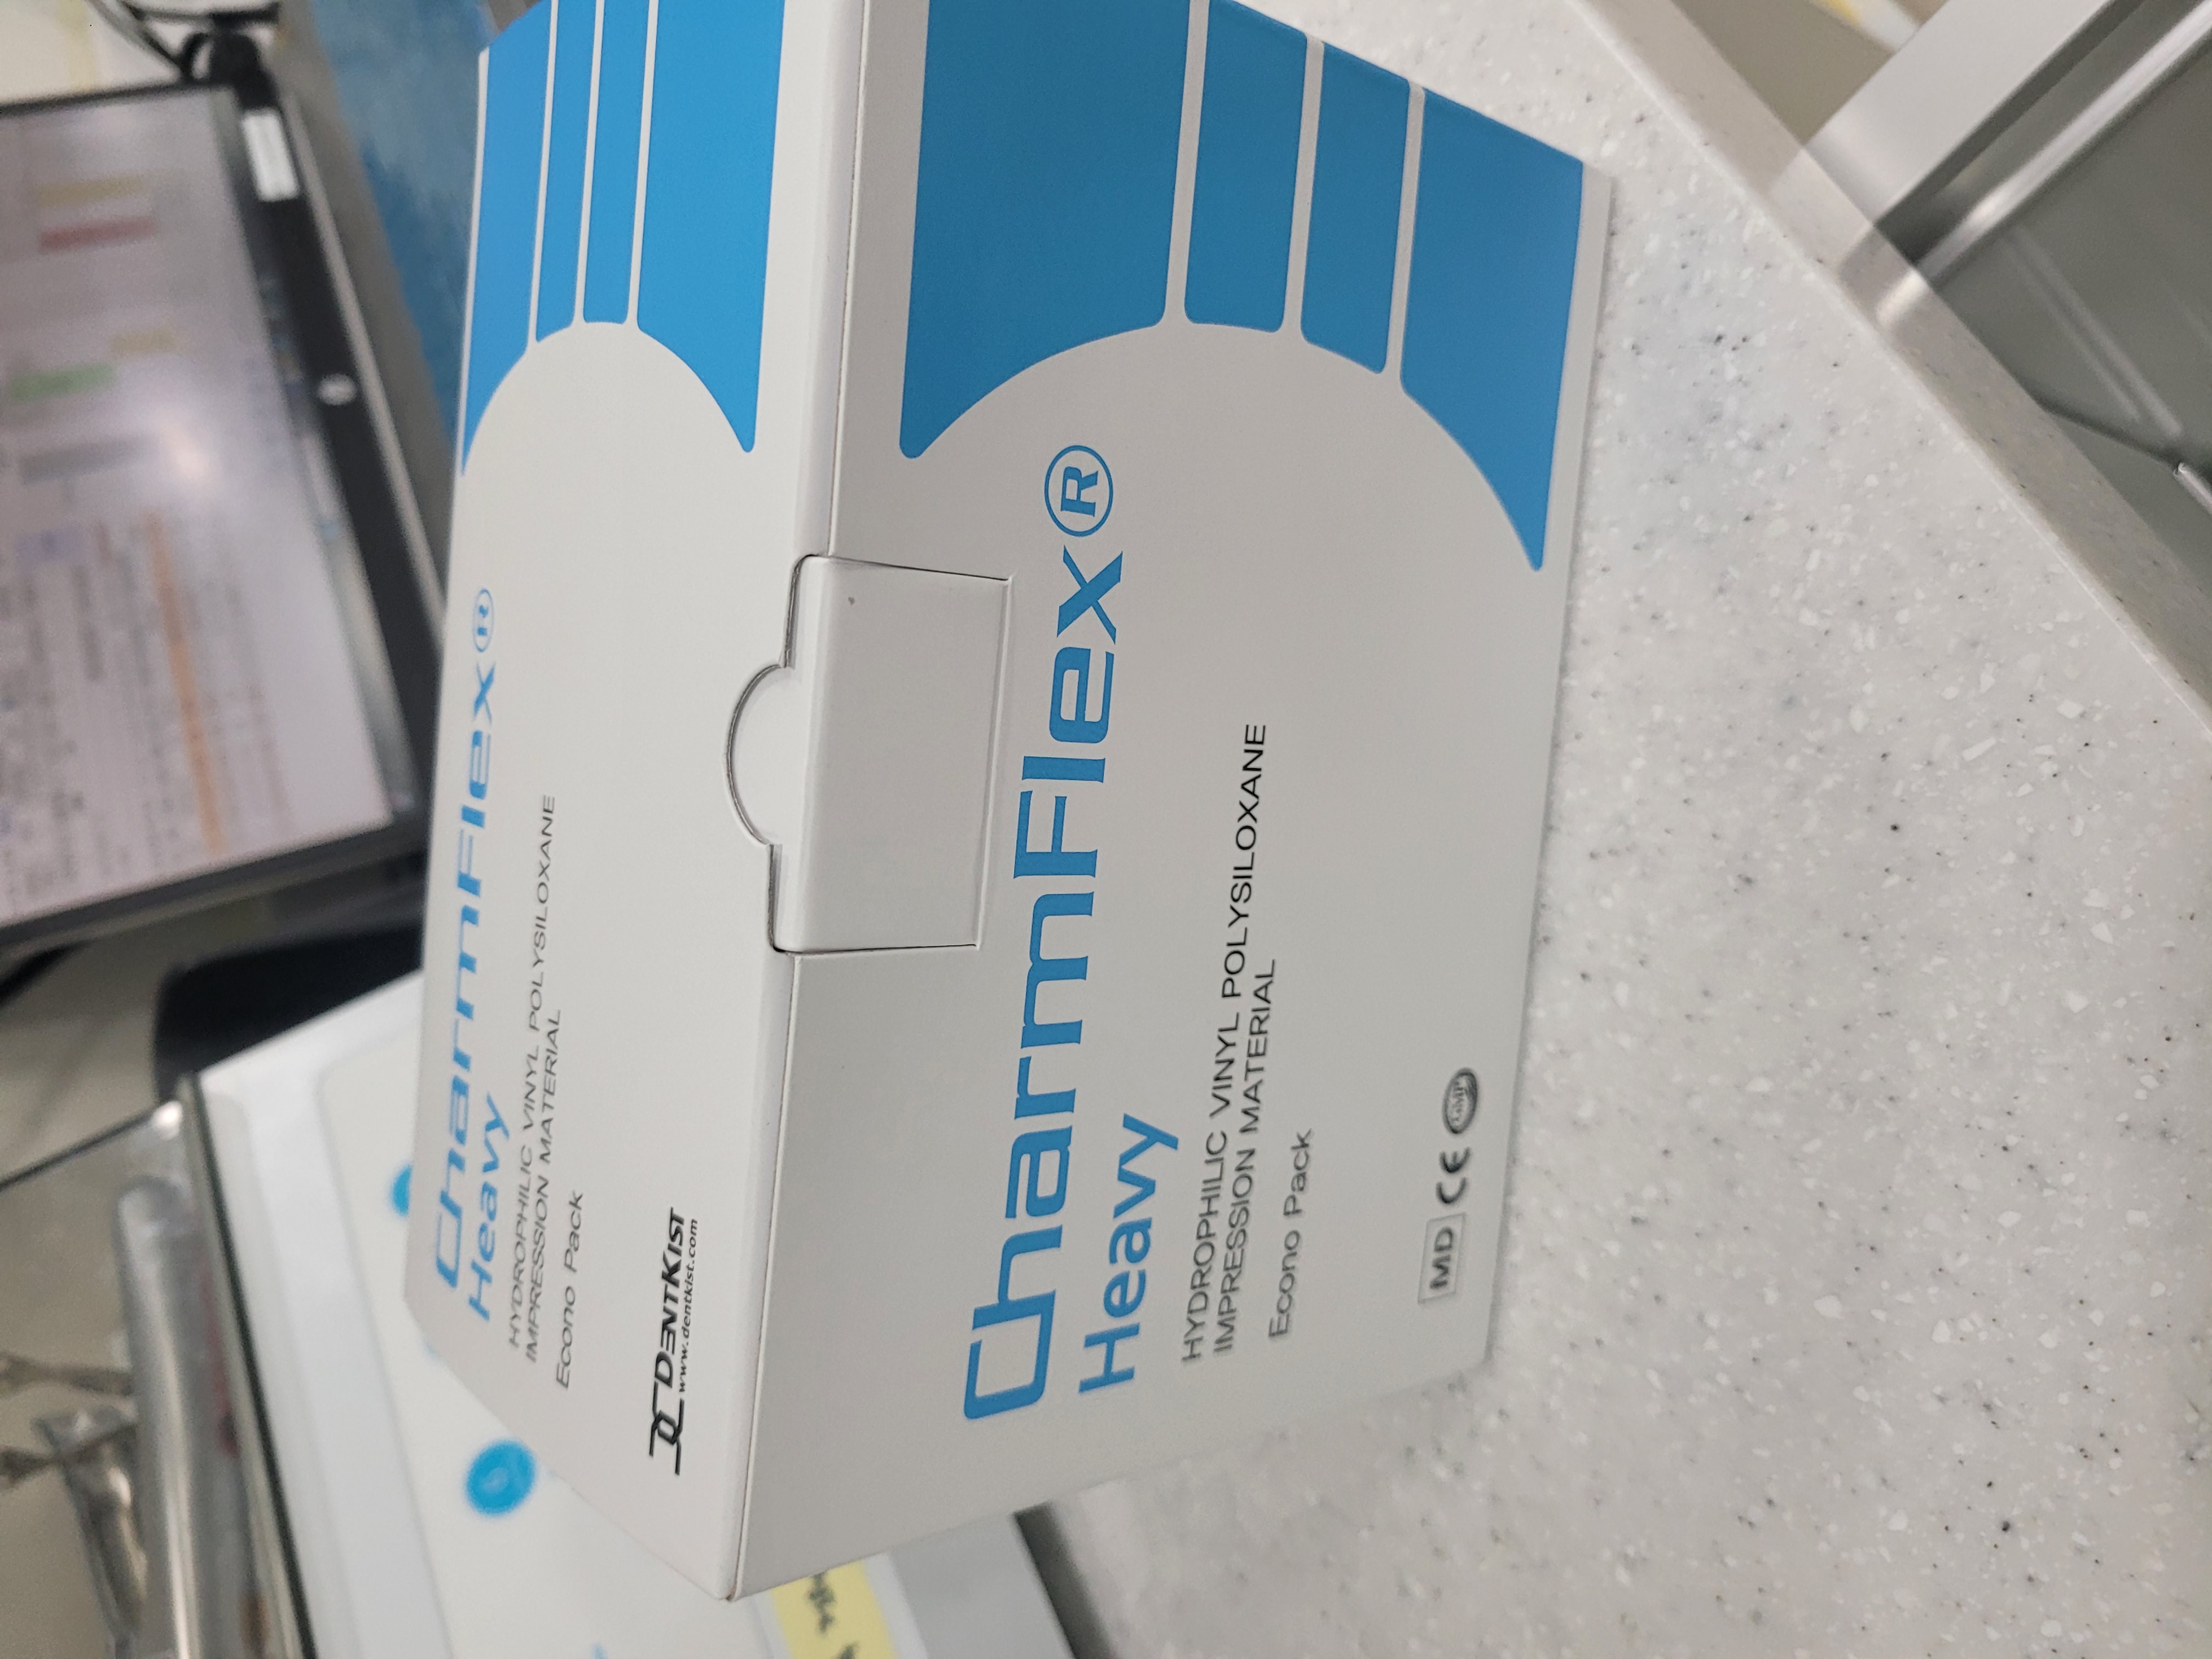 CharmFlex®
Heavy
HYDROPHILIC VINYL POLYSILOXANE
IMPRESSION MATERIAL
Econo Pack
DENTKIST
www.dentkist.com
CharmFlex®
Heavy
HYDROPHILIC VINYL POLYSILOXANE
IMPRESSION MATERIAL
Econo Pack
MD CE GMP